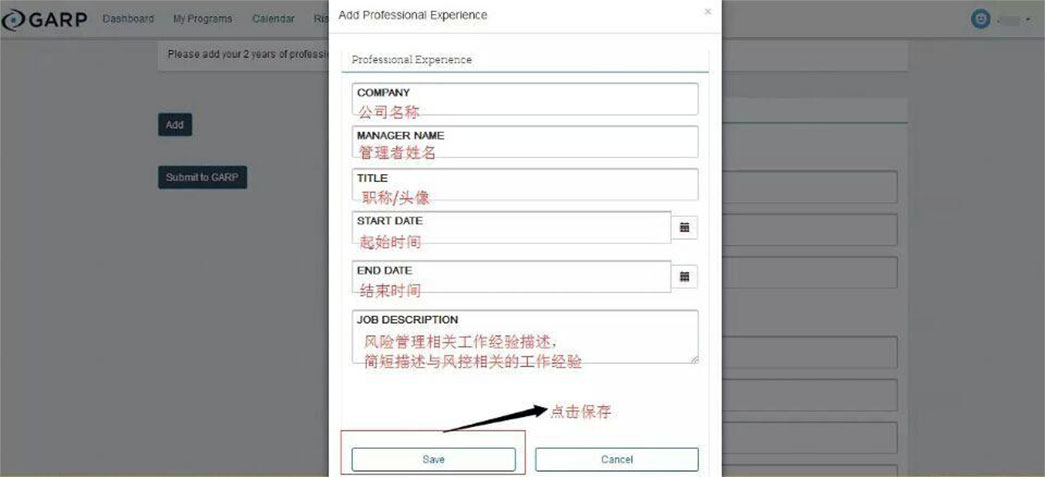 GARP
Dashboard
My Programs
Calendar
Add Professional Experience
×
Please add your 2 years of
Professional Experience
COMPANY
公司名称
Add
MANAGER NAME
管理者姓名
TITLE
职称/头像
Submit to GARP
START DATE
起始时间
END DATE
结束时间
JOB DESCRIPTION
风险管理相关工作经验描述,
简短描述与风控相关的工作经验
点击保存
Save
Cancel